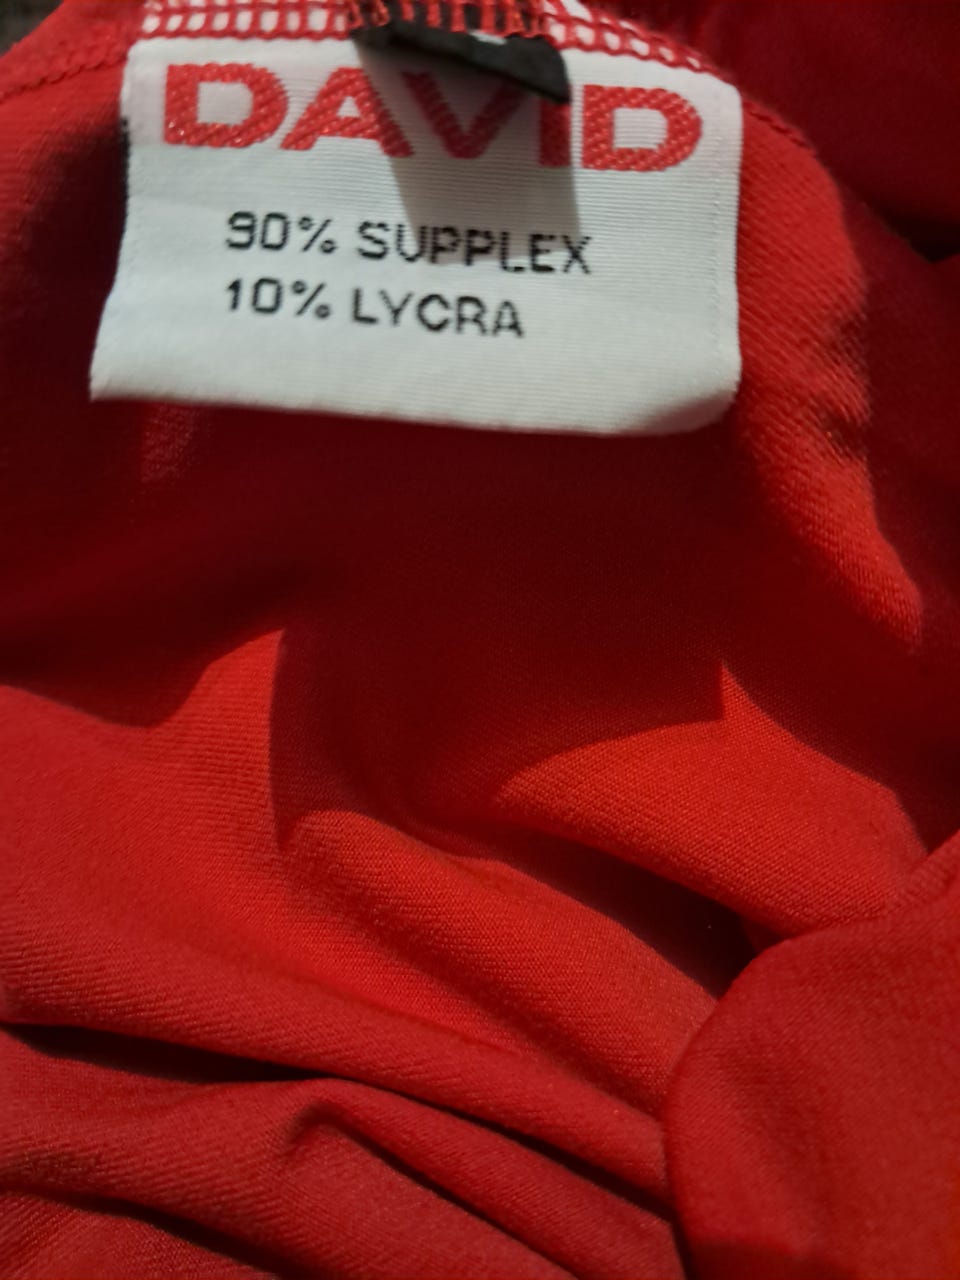 DAVID
90% SUPPLEX
10% LYCRA